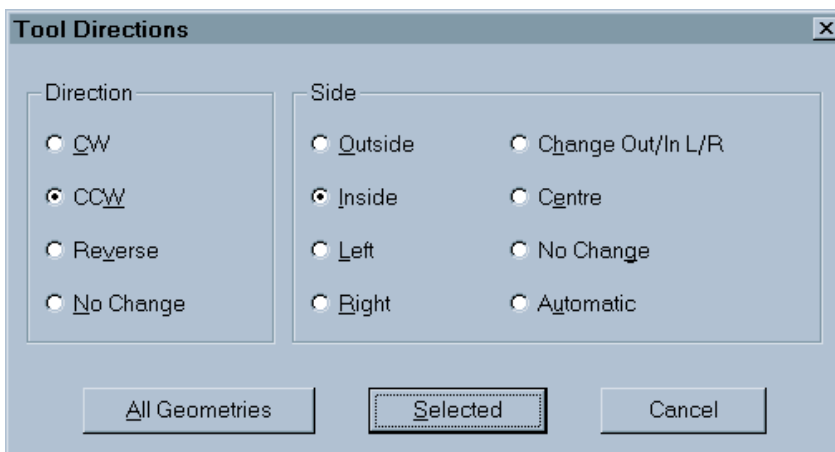 Tool Directions
Direction
CW
CCW
Reverse
No Change
Side
Outside
Inside
Left
Right
Change Out/In L/R
Centre
No Change
Automatic
All Geometries
Selected
Cancel